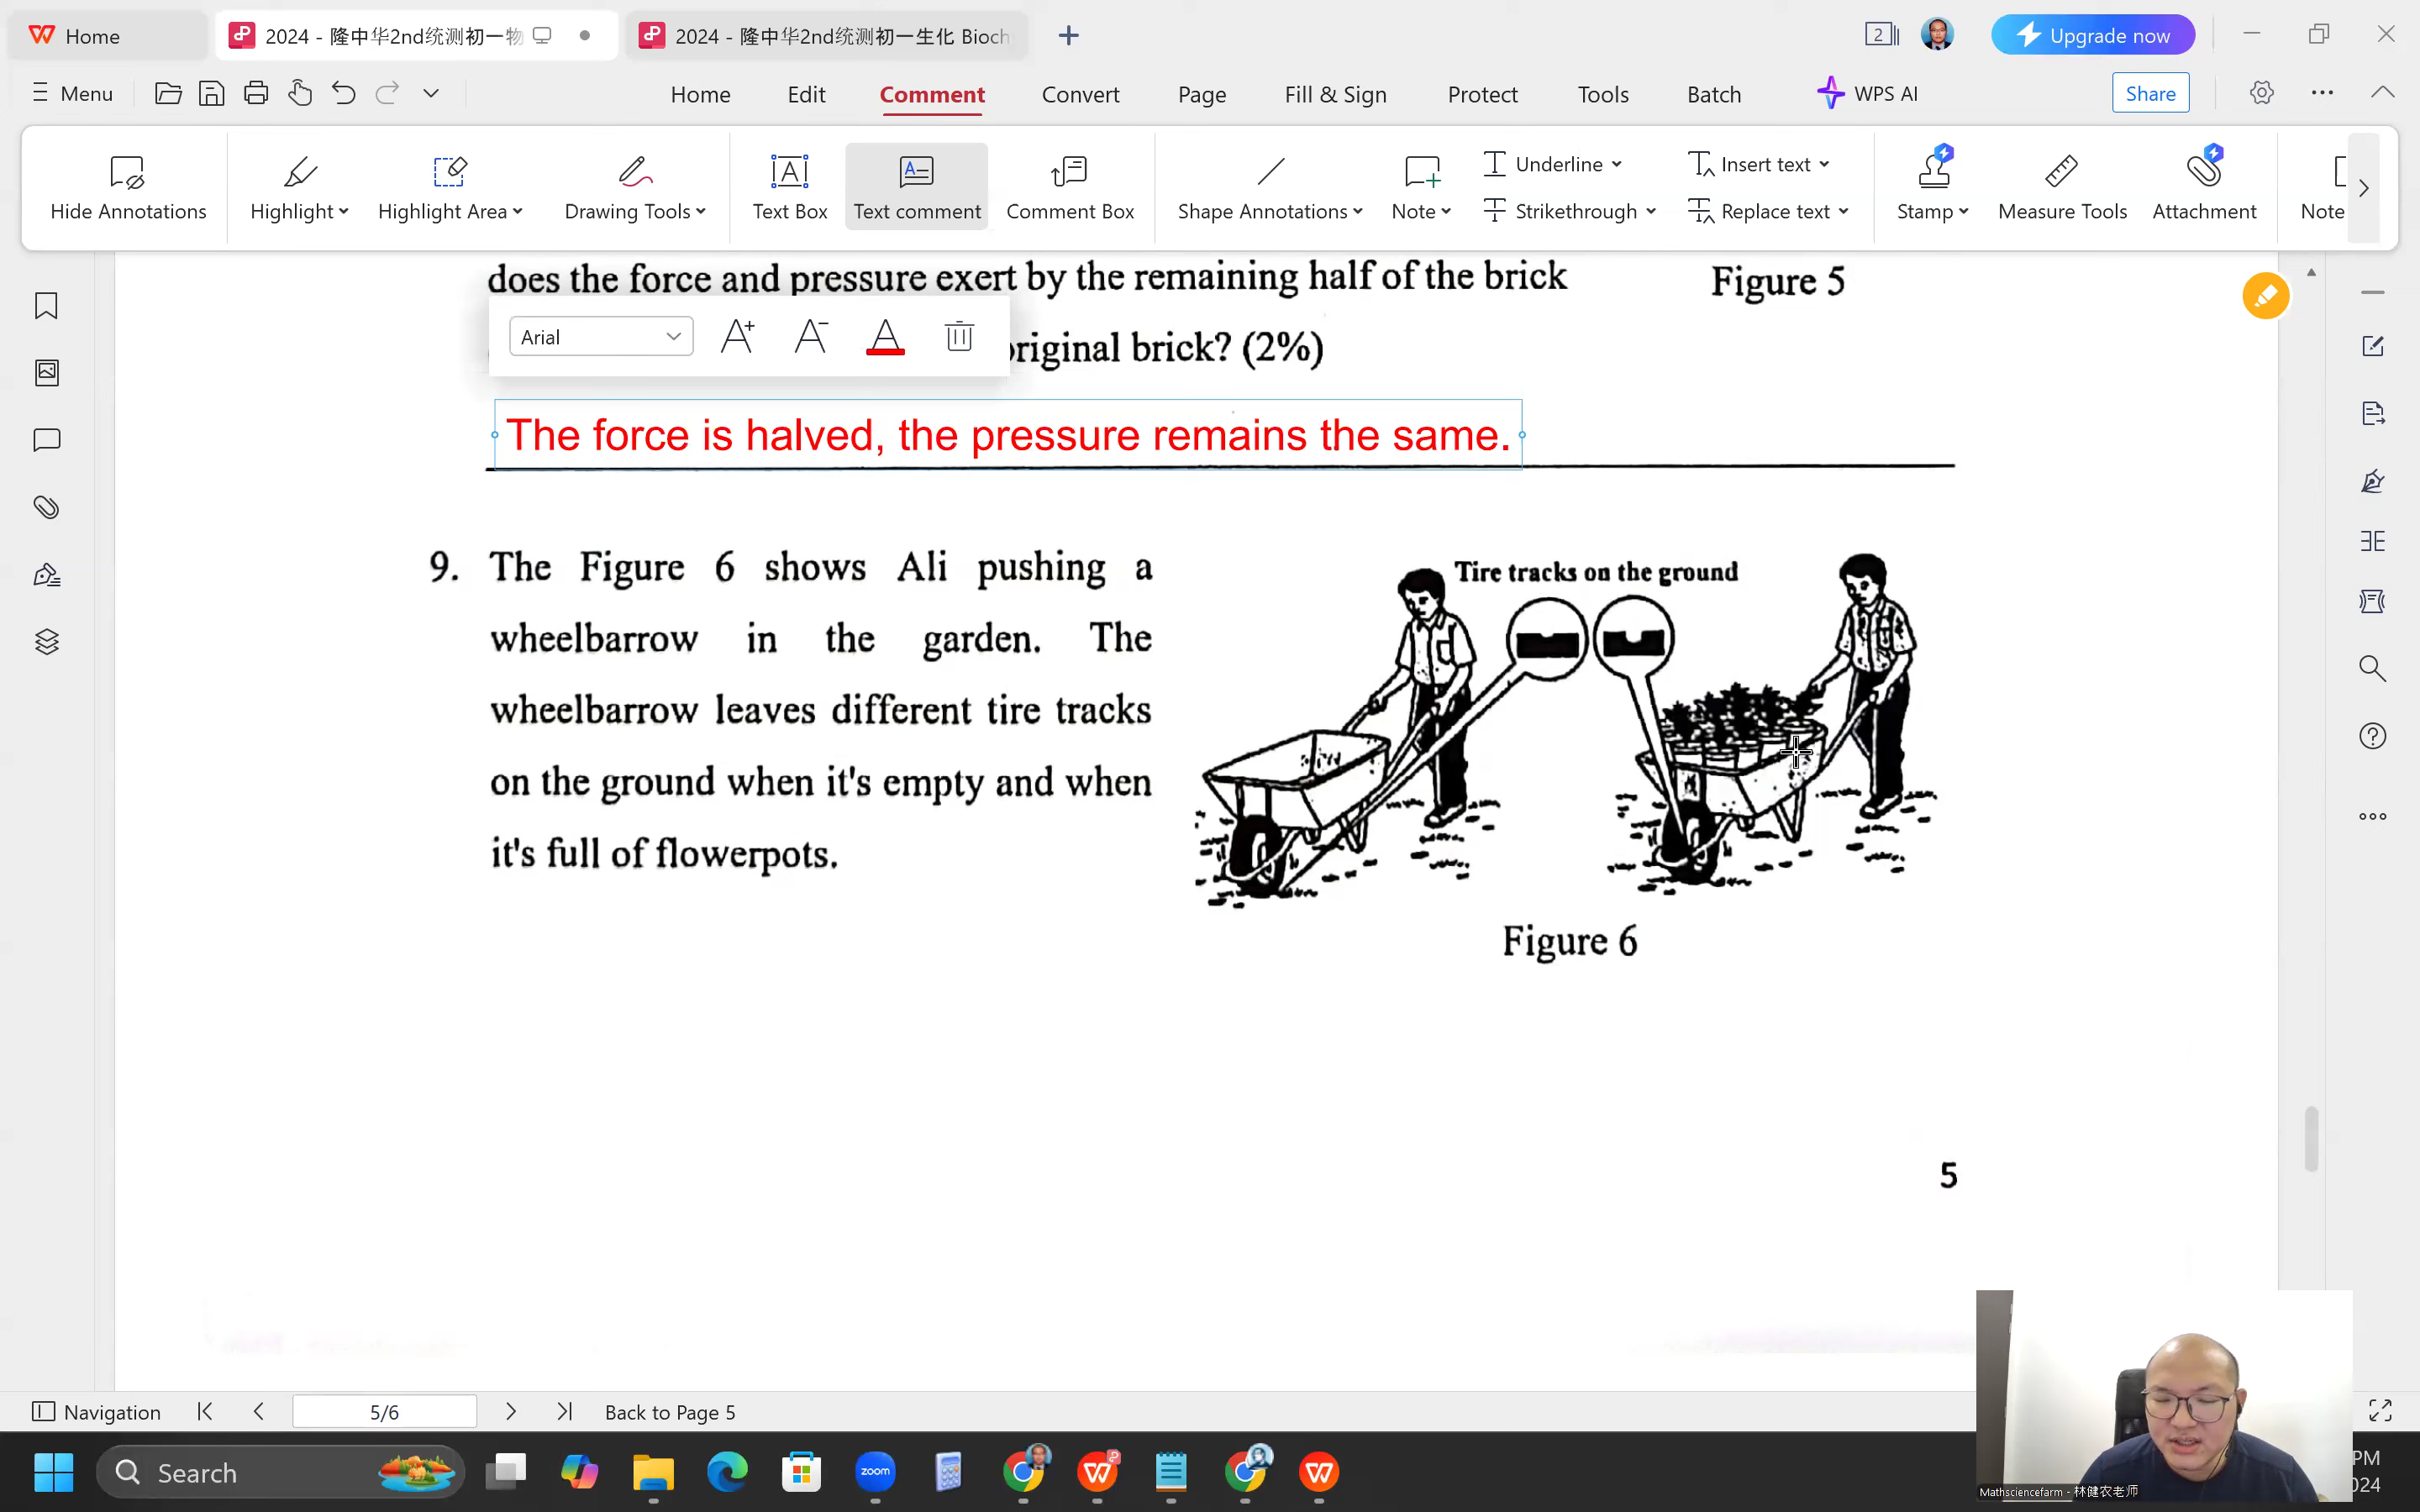 Home
2024 - 隆中华2nd统测初一物
2024 - 隆中华2nd统测初一生化 Bioch
2
Upgrade now
Menu
Home
Edit
Comment
Convert
Page
Fill & Sign
Protect
Tools
Batch
WPS AI
Share
Hide Annotations
Highlight
Highlight Area
Drawing Tools
Text Box
Text comment
Comment Box
Shape Annotations
Note
Underline
Strikethrough
Insert text
Replace text
Stamp
Measure Tools
Attachment
Note
does the force and pressure exert by the remaining half of the brick
Figure 5
Arial
original brick? (2%)
The force is halved, the pressure remains the same.
9. The Figure 6 shows Ali pushing a
wheelbarrow in the garden. The
wheelbarrow leaves different tire tracks
on the ground when it's empty and when
it's full of flowerpots.
Tire tracks on the ground
Figure 6
5
Navigation
5/6
Back to Page 5
Search
zoom
PM
024
Mathsciencefarm - 林健农老师